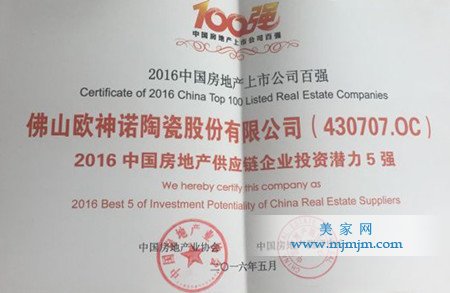 100强
中国房地产上市公司百强
2016中国房地产上市公司百强
Certificate of 2016 China Top 100 Listed Real Estate Companies
佛山欧神诺陶瓷股份有限公司（430707.OC）
2016 中国房地产供应链企业投资潜力 5 强
We hereby certify this company as
2016 Best 5 of Investment Potentiality of China Real Estate Suppliers
中国房地产业协会
二〇一六年五月
美家网
www.mjmjm.com